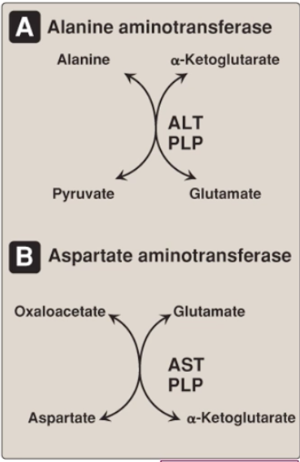 A Alanine aminotransferase
Alanine α-Ketoglutarate
ALT
PLP
Pyruvate Glutamate
B Aspartate aminotransferase
Oxaloacetate Glutamate
AST
PLP
Aspartate α-Ketoglutarate